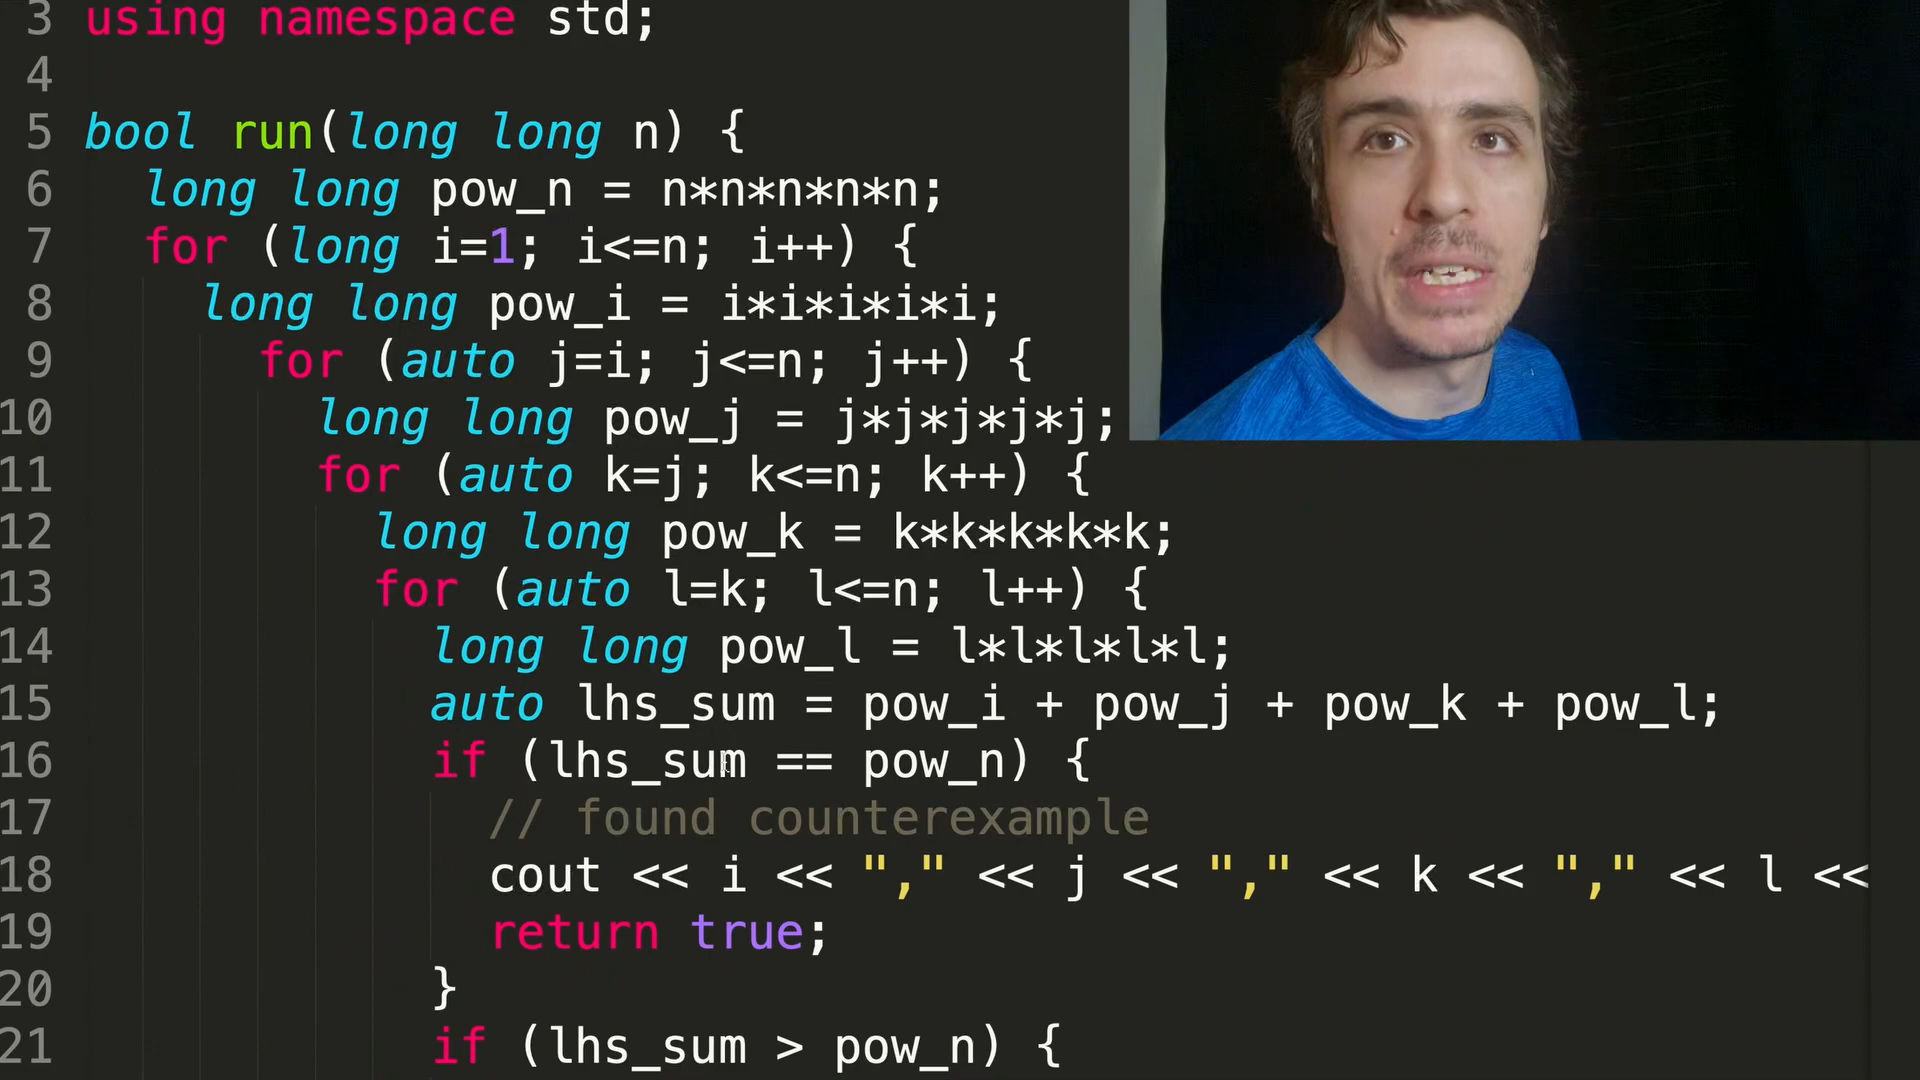 3 using namespace std;
4
5 bool run(long long n) {
6 long long pow_n = n*n*n*n*n;
7 for (long i=1; i<=n; i++) {
8 long long pow_i = i*i*i*i*i;
9 for (auto j=i; j<=n; j++) {
10 long long pow_j = j*j*j*j*j;
11 for (auto k=j; k<=n; k++) {
12 long long pow_k = k*k*k*k*k;
13 for (auto l=k; l<=n; l++) {
14 long long pow_l = l*l*l*l*l;
15 auto lhs_sum = pow_i + pow_j + pow_k + pow_l;
16 if (lhs_sum == pow_n) {
17 // found counterexample
18 cout << i << "," << j << "," << k << "," << l <<
19 return true;
20 }
21 if (lhs_sum > pow_n) {